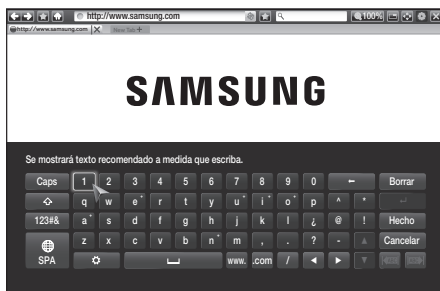 http://www.samsung.com 100%
http://www.samsung.com New Tab
SAMSUNG
Se mostrará texto recomendado a medida que escriba.
Caps 1 2 3 4 5 6 7 8 9 0 Borrar
q w e r t y u i o p ^ *
123#& a s d f g h j k l ¿ @ ! Hecho
z x c v b n m , . ? - Cancelar
SPA www. .com /